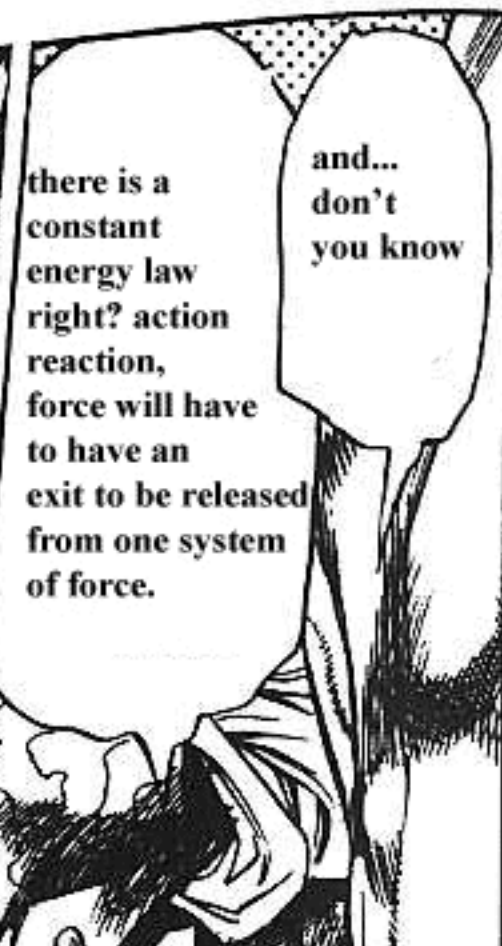 and...
don't
you know
there is a
constant
energy law
right? action
reaction,
force will have
to have an
exit to be released
from one system
of force.